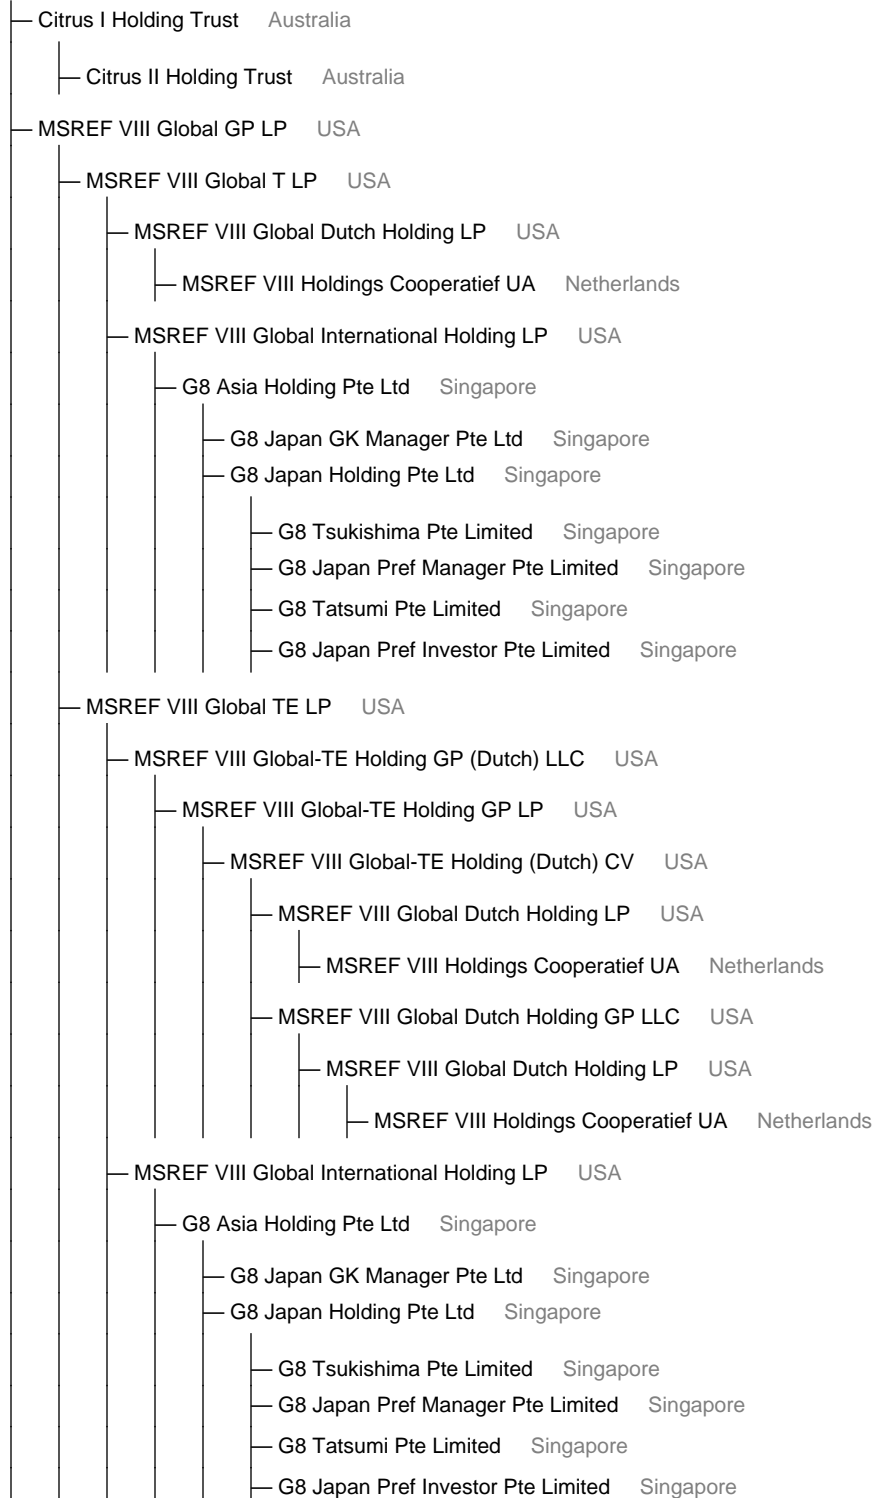 Citrus I Holding Trust Australia
Citrus II Holding Trust Australia
MSREF VIII Global GP LP USA
MSREF VIII Global T LP USA
MSREF VIII Global Dutch Holding LP USA
MSREF VIII Holdings Cooperatief UA Netherlands
MSREF VIII Global International Holding LP USA
G8 Asia Holding Pte Ltd Singapore
G8 Japan GK Manager Pte Ltd Singapore
G8 Japan Holding Pte Ltd Singapore
G8 Tsukishima Pte Limited Singapore
G8 Japan Pref Manager Pte Limited Singapore
G8 Tatsumi Pte Limited Singapore
G8 Japan Pref Investor Pte Limited Singapore
MSREF VIII Global TE LP USA
MSREF VIII Global-TE Holding GP (Dutch) LLC USA
MSREF VIII Global-TE Holding GP LP USA
MSREF VIII Global-TE Holding (Dutch) CV USA
MSREF VIII Global Dutch Holding LP USA
MSREF VIII Holdings Cooperatief UA Netherlands
MSREF VIII Global Dutch Holding GP LLC USA
MSREF VIII Global Dutch Holding LP USA
MSREF VIII Holdings Cooperatief UA Netherlands
MSREF VIII Global International Holding LP USA
G8 Asia Holding Pte Ltd Singapore
G8 Japan GK Manager Pte Ltd Singapore
G8 Japan Holding Pte Ltd Singapore
G8 Tsukishima Pte Limited Singapore
G8 Japan Pref Manager Pte Limited Singapore
G8 Tatsumi Pte Limited Singapore
G8 Japan Pref Investor Pte Limited Singapore